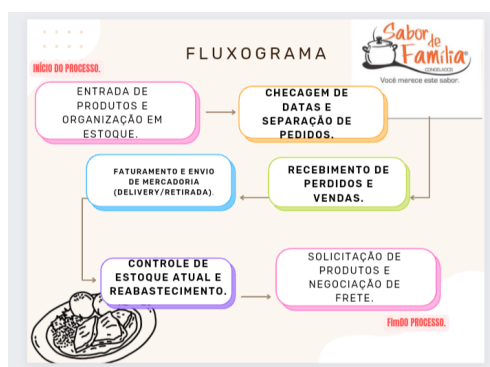 FLUXOGRAMA
Sabor
de
Família
CONGELADOS
Você merece este sabor.
INÍCIO DO PROCESSO.
ENTRADA DE
PRODUTOS E
ORGANIZAÇÃO EM
ESTOQUE.
CHECAGEM DE
DATAS E
SEPARAÇÃO DE
PEDIDOS.
RECEBIMENTO DE
PERDIDOS E
VENDAS.
FATURAMENTO E ENVIO
DE MERCADORIA
(DELIVERY/RETIRADA).
CONTROLE DE
ESTOQUE ATUAL E
REABASTECIMENTO.
SOLICITAÇÃO DE
PRODUTOS E
NEGOCIAÇÃO DE
FRETE.
FimDO PROCESSO.